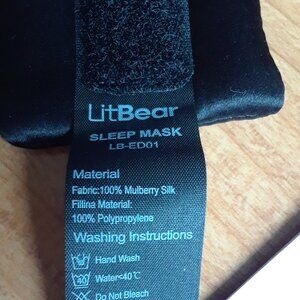 LitBear
SLEEP MASK
LB-ED01
Material
Fabric:100% Mulberry Silk
Fillina Material:
100% Polypropylene
Washing Instructions
Hand Wash
40 Water<40℃
Do Not Bleach